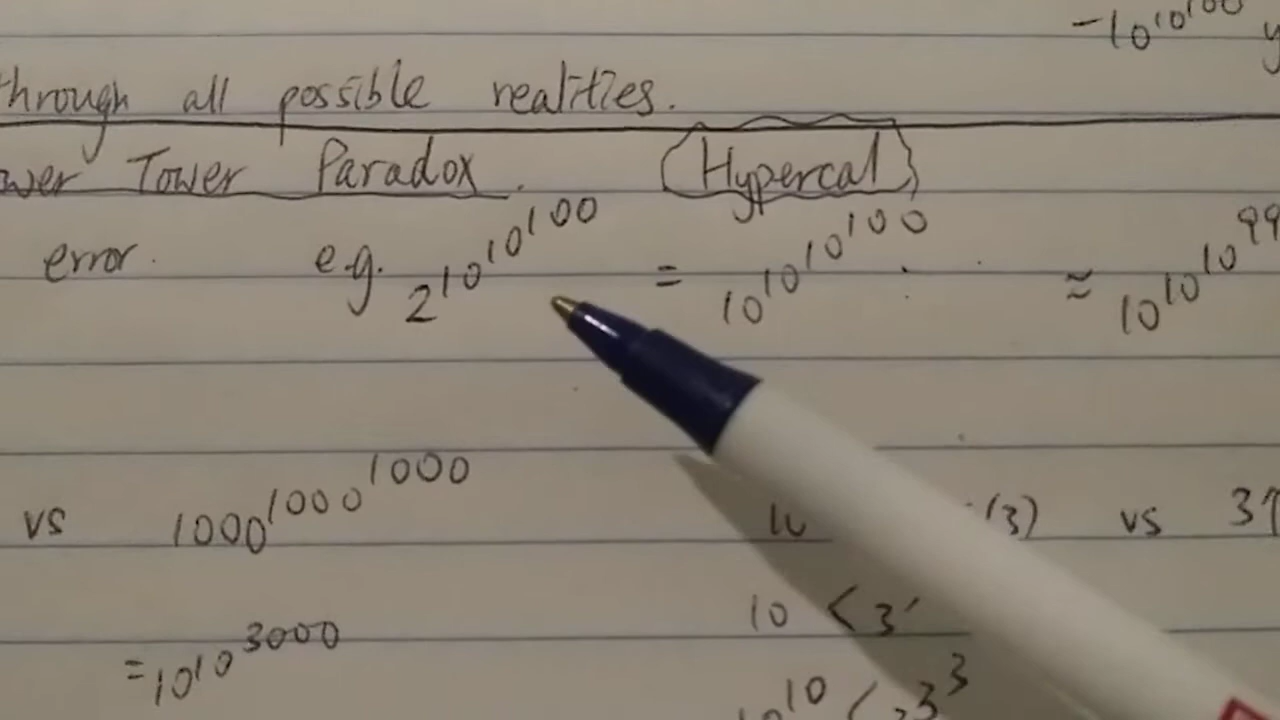 -10^10^100 y
through all possible realities.
ower Tower Paradox. (Hypercal)
error. e.g. 2^10^10^100 = 10^10^10^100 ≈ 10^10^10^99
vs 1000^1000^1000 10 (3) vs 3↑
10 < 3
=10^10^3000
10^10 < 3^3